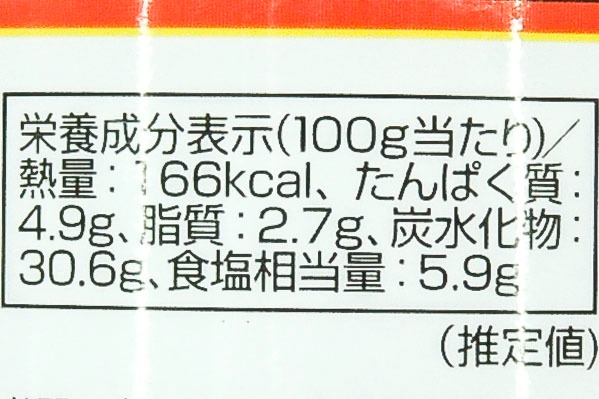 栄養成分表示(100g当たり)／
熱量：166kcal、たんぱく質：
4.9g、脂質：2.7g、炭水化物：
30.6g、食塩相当量：5.9g
(推定値)